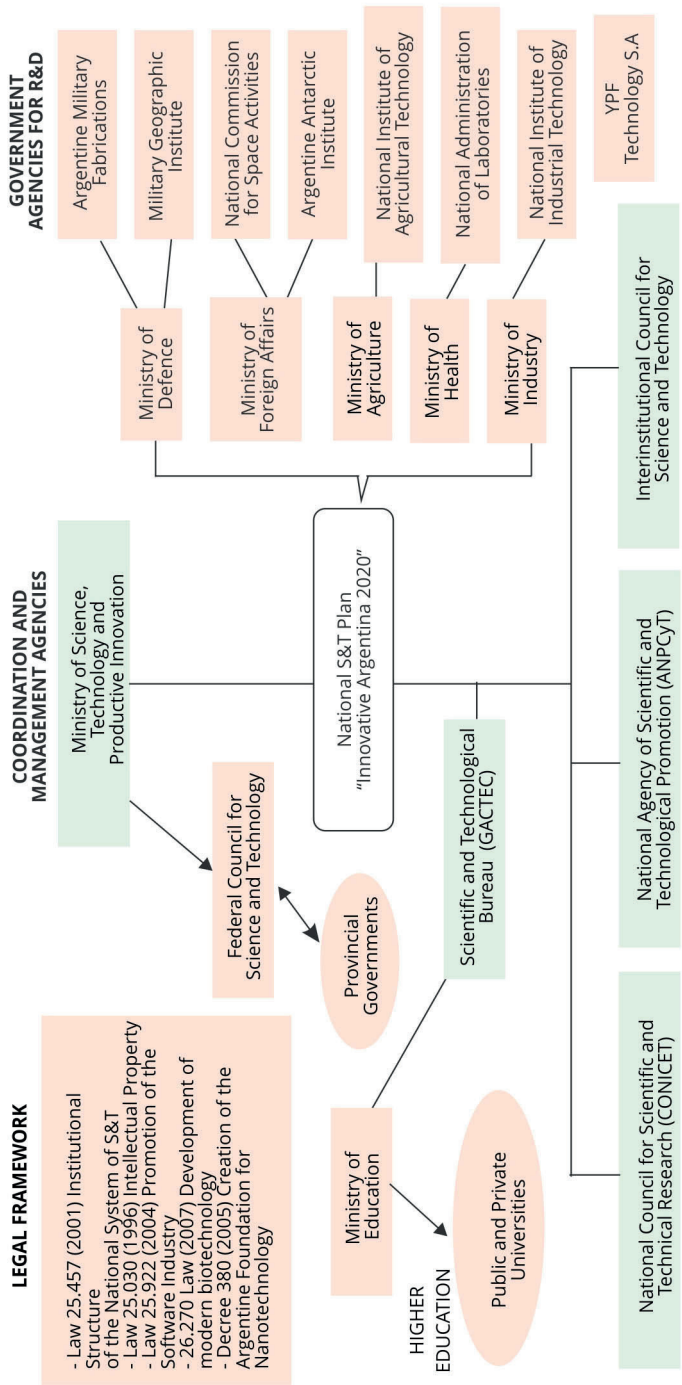 LEGAL FRAMEWORK
- Law 25.457 (2001) Institutional
Structure
of the National System of S&T
- Law 25.030 (1996) Intellectual Property
- Law 25.922 (2004) Promotion of the
Software Industry
- 26.270 Law (2007) Development of
modern biotechnology
- Decree 380 (2005) Creation of the
Argentine Foundation for
Nanotechnology
COORDINATION AND
MANAGEMENT AGENCIES
Ministry of Science,
Technology and
Productive Innovation
Federal Council for
Science and Technology
Provincial
Governments
National S&T Plan
“Innovative Argentina 2020”
GOVERNMENT
AGENCIES FOR R&D
Ministry of
Defence
Argentine Military
Fabrications
Military Geographic
Institute
Ministry of
Foreign Affairs
National Commission
for Space Activities
Argentine Antarctic
Institute
Ministry of
Agriculture
National Institute of
Agricultural Technology
Ministry of
Health
National Administration
of Laboratories
Ministry of
Industry
National Institute of
Industrial Technology
YPF
Technology S.A
Ministry of
Education
HIGHER
EDUCATION
Public and Private
Universities
Scientific and Technological
Bureau (GACTEC)
National Council for Scientific and
Technical Research (CONICET)
National Agency of Scientific and
Technological Promotion (ANPCyT)
Interinstitutional Council for
Science and Technology